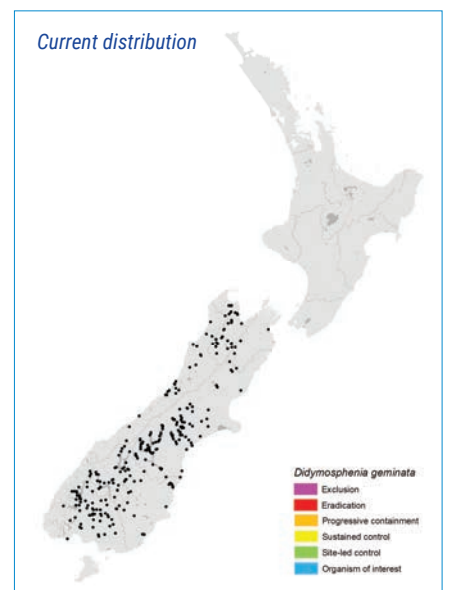 Current distribution
Didymosphenia geminata
Exclusion
Eradication
Progressive containment
Sustained control
Site-led control
Organism of interest